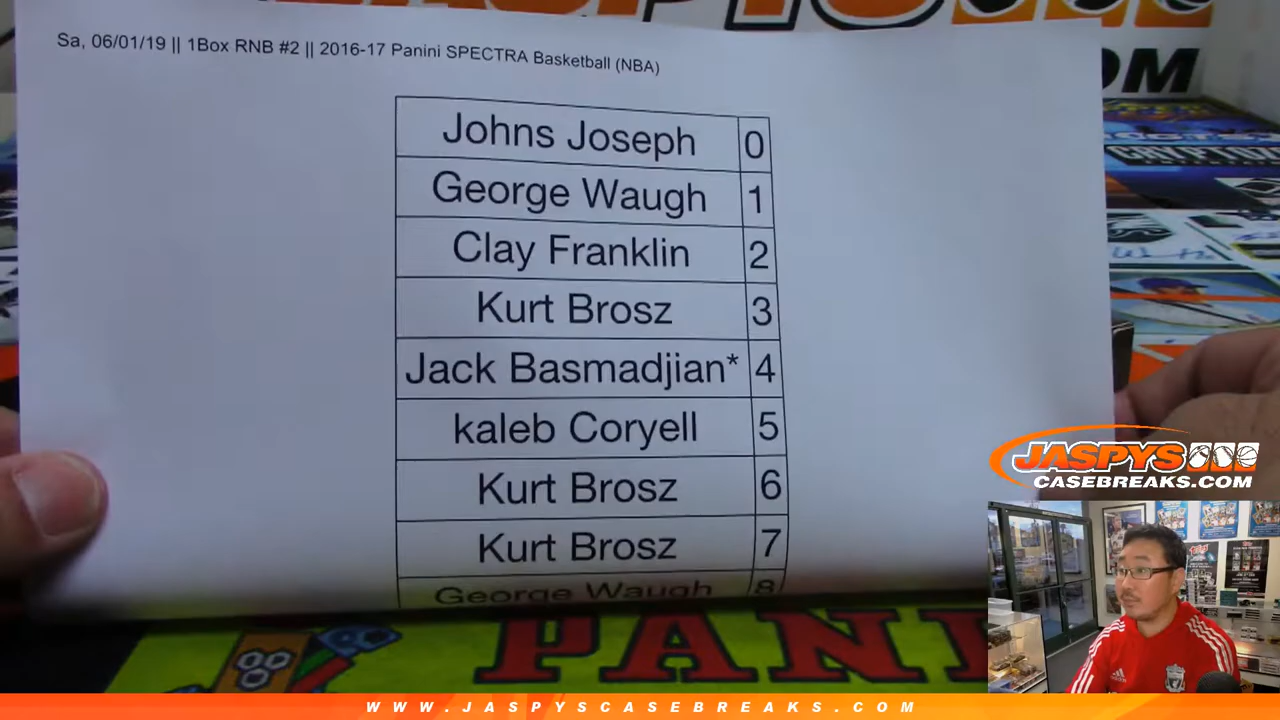 Sa, 06/01/19 || 1Box RNB #2 || 2016-17 Panini SPECTRA Basketball (NBA)
Johns Joseph 0
George Waugh 1
Clay Franklin 2
Kurt Brosz 3
Jack Basmadjian* 4
kaleb Coryell 5
Kurt Brosz 6
Kurt Brosz 7
George Waugh 8
PANINI
.COM
JASPYS
CASEBREAKS.COM
WWW.JASPYSCASEBREAKS.COM